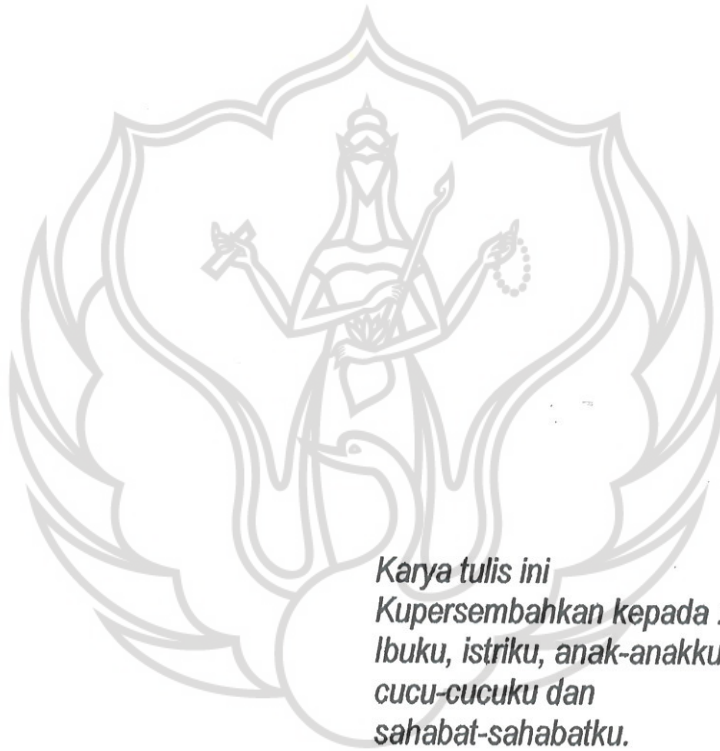 Karya tulis ini
Kupersembahkan kepada :
Ibuku, istriku, anak-anakku
cucu-cucuku dan
sahabat-sahabatku.